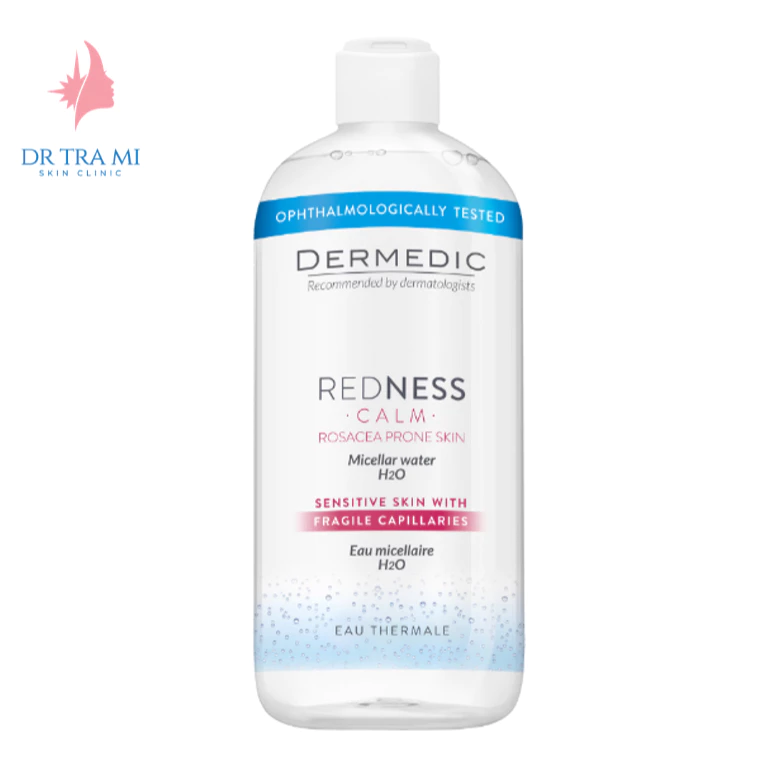 DR TRA MI
SKIN CLINIC
OPHTHALMOLOGICALLY TESTED
DERMEDIC
Recommended by dermatologists
REDNESS
· CALM ·
ROSACEA PRONE SKIN
Micellar water
H2O
SENSITIVE SKIN WITH
FRAGILE CAPILLARIES
Eau micellaire
H2O
EAU THERMALE